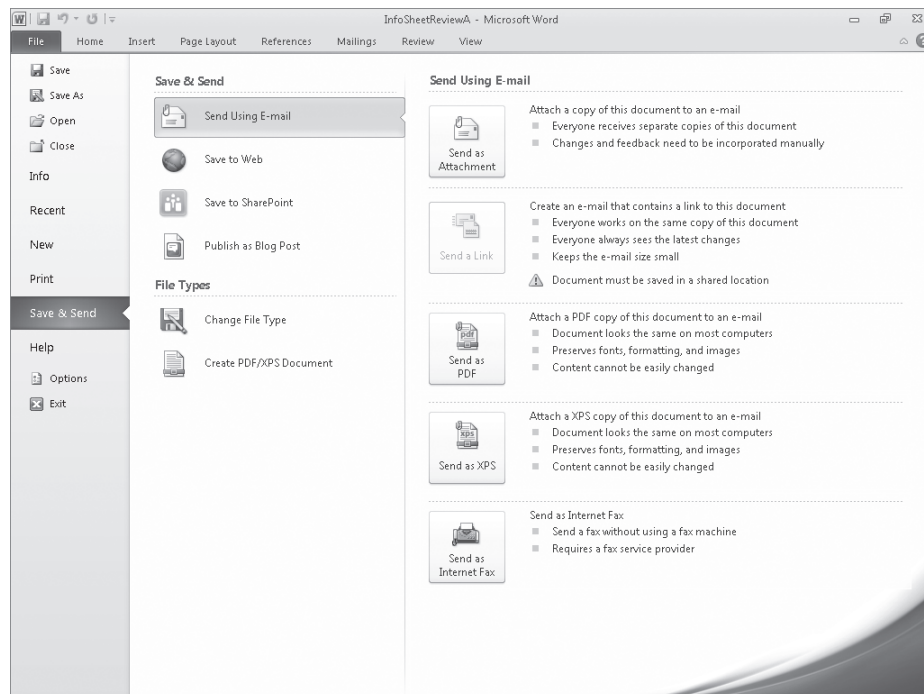 InfoSheetReviewA - Microsoft Word
File Home Insert Page Layout References Mailings Review View
Save
Save As
Open
Close
Info
Recent
New
Print
Save & Send
Help
Options
Exit
Save & Send
Send Using E-mail
Save to Web
Save to SharePoint
Publish as Blog Post
File Types
Change File Type
Create PDF/XPS Document
Send Using E-mail
Send as
Attachment
Attach a copy of this document to an e-mail
Everyone receives separate copies of this document
Changes and feedback need to be incorporated manually
Send a Link
Create an e-mail that contains a link to this document
Everyone works on the same copy of this document
Everyone always sees the latest changes
Keeps the e-mail size small
Document must be saved in a shared location
pdf
Send as
PDF
Attach a PDF copy of this document to an e-mail
Document looks the same on most computers
Preserves fonts, formatting, and images
Content cannot be easily changed
xps
Send as XPS
Attach a XPS copy of this document to an e-mail
Document looks the same on most computers
Preserves fonts, formatting, and images
Content cannot be easily changed
Send as
Internet Fax
Send as Internet Fax
Send a fax without using a fax machine
Requires a fax service provider